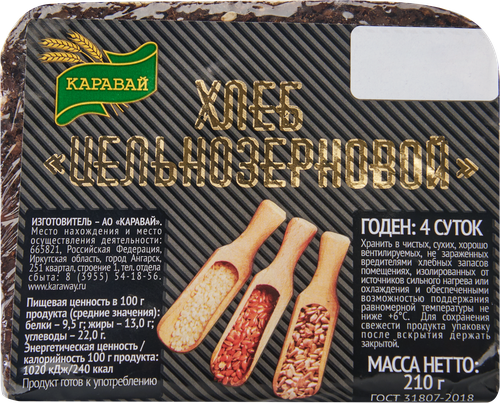 КАРАВАЙ
ХЛЕБ
«ЦЕЛЬНОЗЕРНОВОЙ»
ИЗГОТОВИТЕЛЬ – АО "КАРАВАЙ".
Место нахождения и место
осуществления деятельности:
665821, Российская Федерация,
Иркутская область, город Ангарск,
251 квартал, строение 1, тел. отдела
сбыта: 8 (3955) 54-18-56.
www.karaway.ru
Пищевая ценность в 100 г
продукта (средние значения):
белки – 9,5 г; жиры – 13,0 г;
углеводы – 22,0 г.
Энергетическая ценность /
калорийность 100 г продукта:
1020 кДж/240 ккал
Продукт готов к употреблению
ГОДЕН: 4 СУТОК
Хранить в чистых, сухих, хорошо
вентилируемых, не зараженных
вредителями хлебных запасов
помещениях, изолированных от
источников сильного нагрева или
охлаждения и обеспеченными
возможностью поддержания
равномерной температуры не
ниже +6°С. Для сохранения
свежести продукта упаковку
после вскрытия держать
закрытой.
МАССА НЕТТО:
210 г
ГОСТ 31807-2018